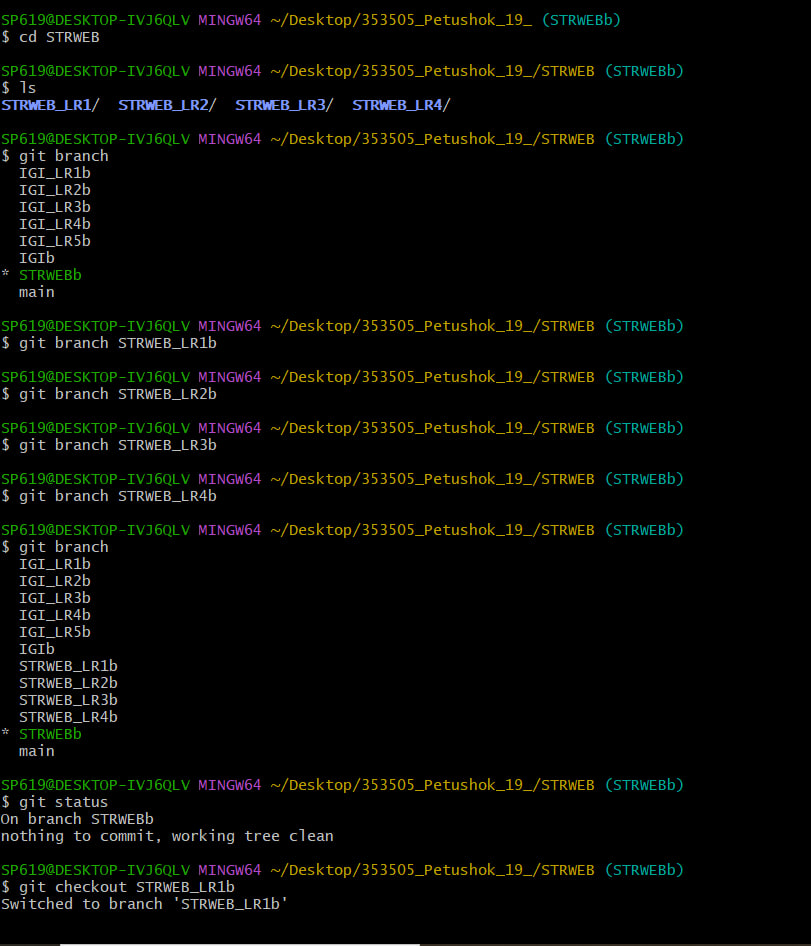 SP619@DESKTOP-IVJ6QLV MINGW64 ~/Desktop/353505_Petushok_19_ (STRWEBb)
$ cd STRWEB
SP619@DESKTOP-IVJ6QLV MINGW64 ~/Desktop/353505_Petushok_19_/STRWEB (STRWEBb)
$ ls
STRWEB_LR1/  STRWEB_LR2/  STRWEB_LR3/  STRWEB_LR4/
SP619@DESKTOP-IVJ6QLV MINGW64 ~/Desktop/353505_Petushok_19_/STRWEB (STRWEBb)
$ git branch
  IGI_LR1b
  IGI_LR2b
  IGI_LR3b
  IGI_LR4b
  IGI_LR5b
  IGIb
* STRWEBb
  main
SP619@DESKTOP-IVJ6QLV MINGW64 ~/Desktop/353505_Petushok_19_/STRWEB (STRWEBb)
$ git branch STRWEB_LR1b
SP619@DESKTOP-IVJ6QLV MINGW64 ~/Desktop/353505_Petushok_19_/STRWEB (STRWEBb)
$ git branch STRWEB_LR2b
SP619@DESKTOP-IVJ6QLV MINGW64 ~/Desktop/353505_Petushok_19_/STRWEB (STRWEBb)
$ git branch STRWEB_LR3b
SP619@DESKTOP-IVJ6QLV MINGW64 ~/Desktop/353505_Petushok_19_/STRWEB (STRWEBb)
$ git branch STRWEB_LR4b
SP619@DESKTOP-IVJ6QLV MINGW64 ~/Desktop/353505_Petushok_19_/STRWEB (STRWEBb)
$ git branch
  IGI_LR1b
  IGI_LR2b
  IGI_LR3b
  IGI_LR4b
  IGI_LR5b
  IGIb
  STRWEB_LR1b
  STRWEB_LR2b
  STRWEB_LR3b
  STRWEB_LR4b
* STRWEBb
  main
SP619@DESKTOP-IVJ6QLV MINGW64 ~/Desktop/353505_Petushok_19_/STRWEB (STRWEBb)
$ git status
On branch STRWEBb
nothing to commit, working tree clean
SP619@DESKTOP-IVJ6QLV MINGW64 ~/Desktop/353505_Petushok_19_/STRWEB (STRWEBb)
$ git checkout STRWEB_LR1b
Switched to branch 'STRWEB_LR1b'